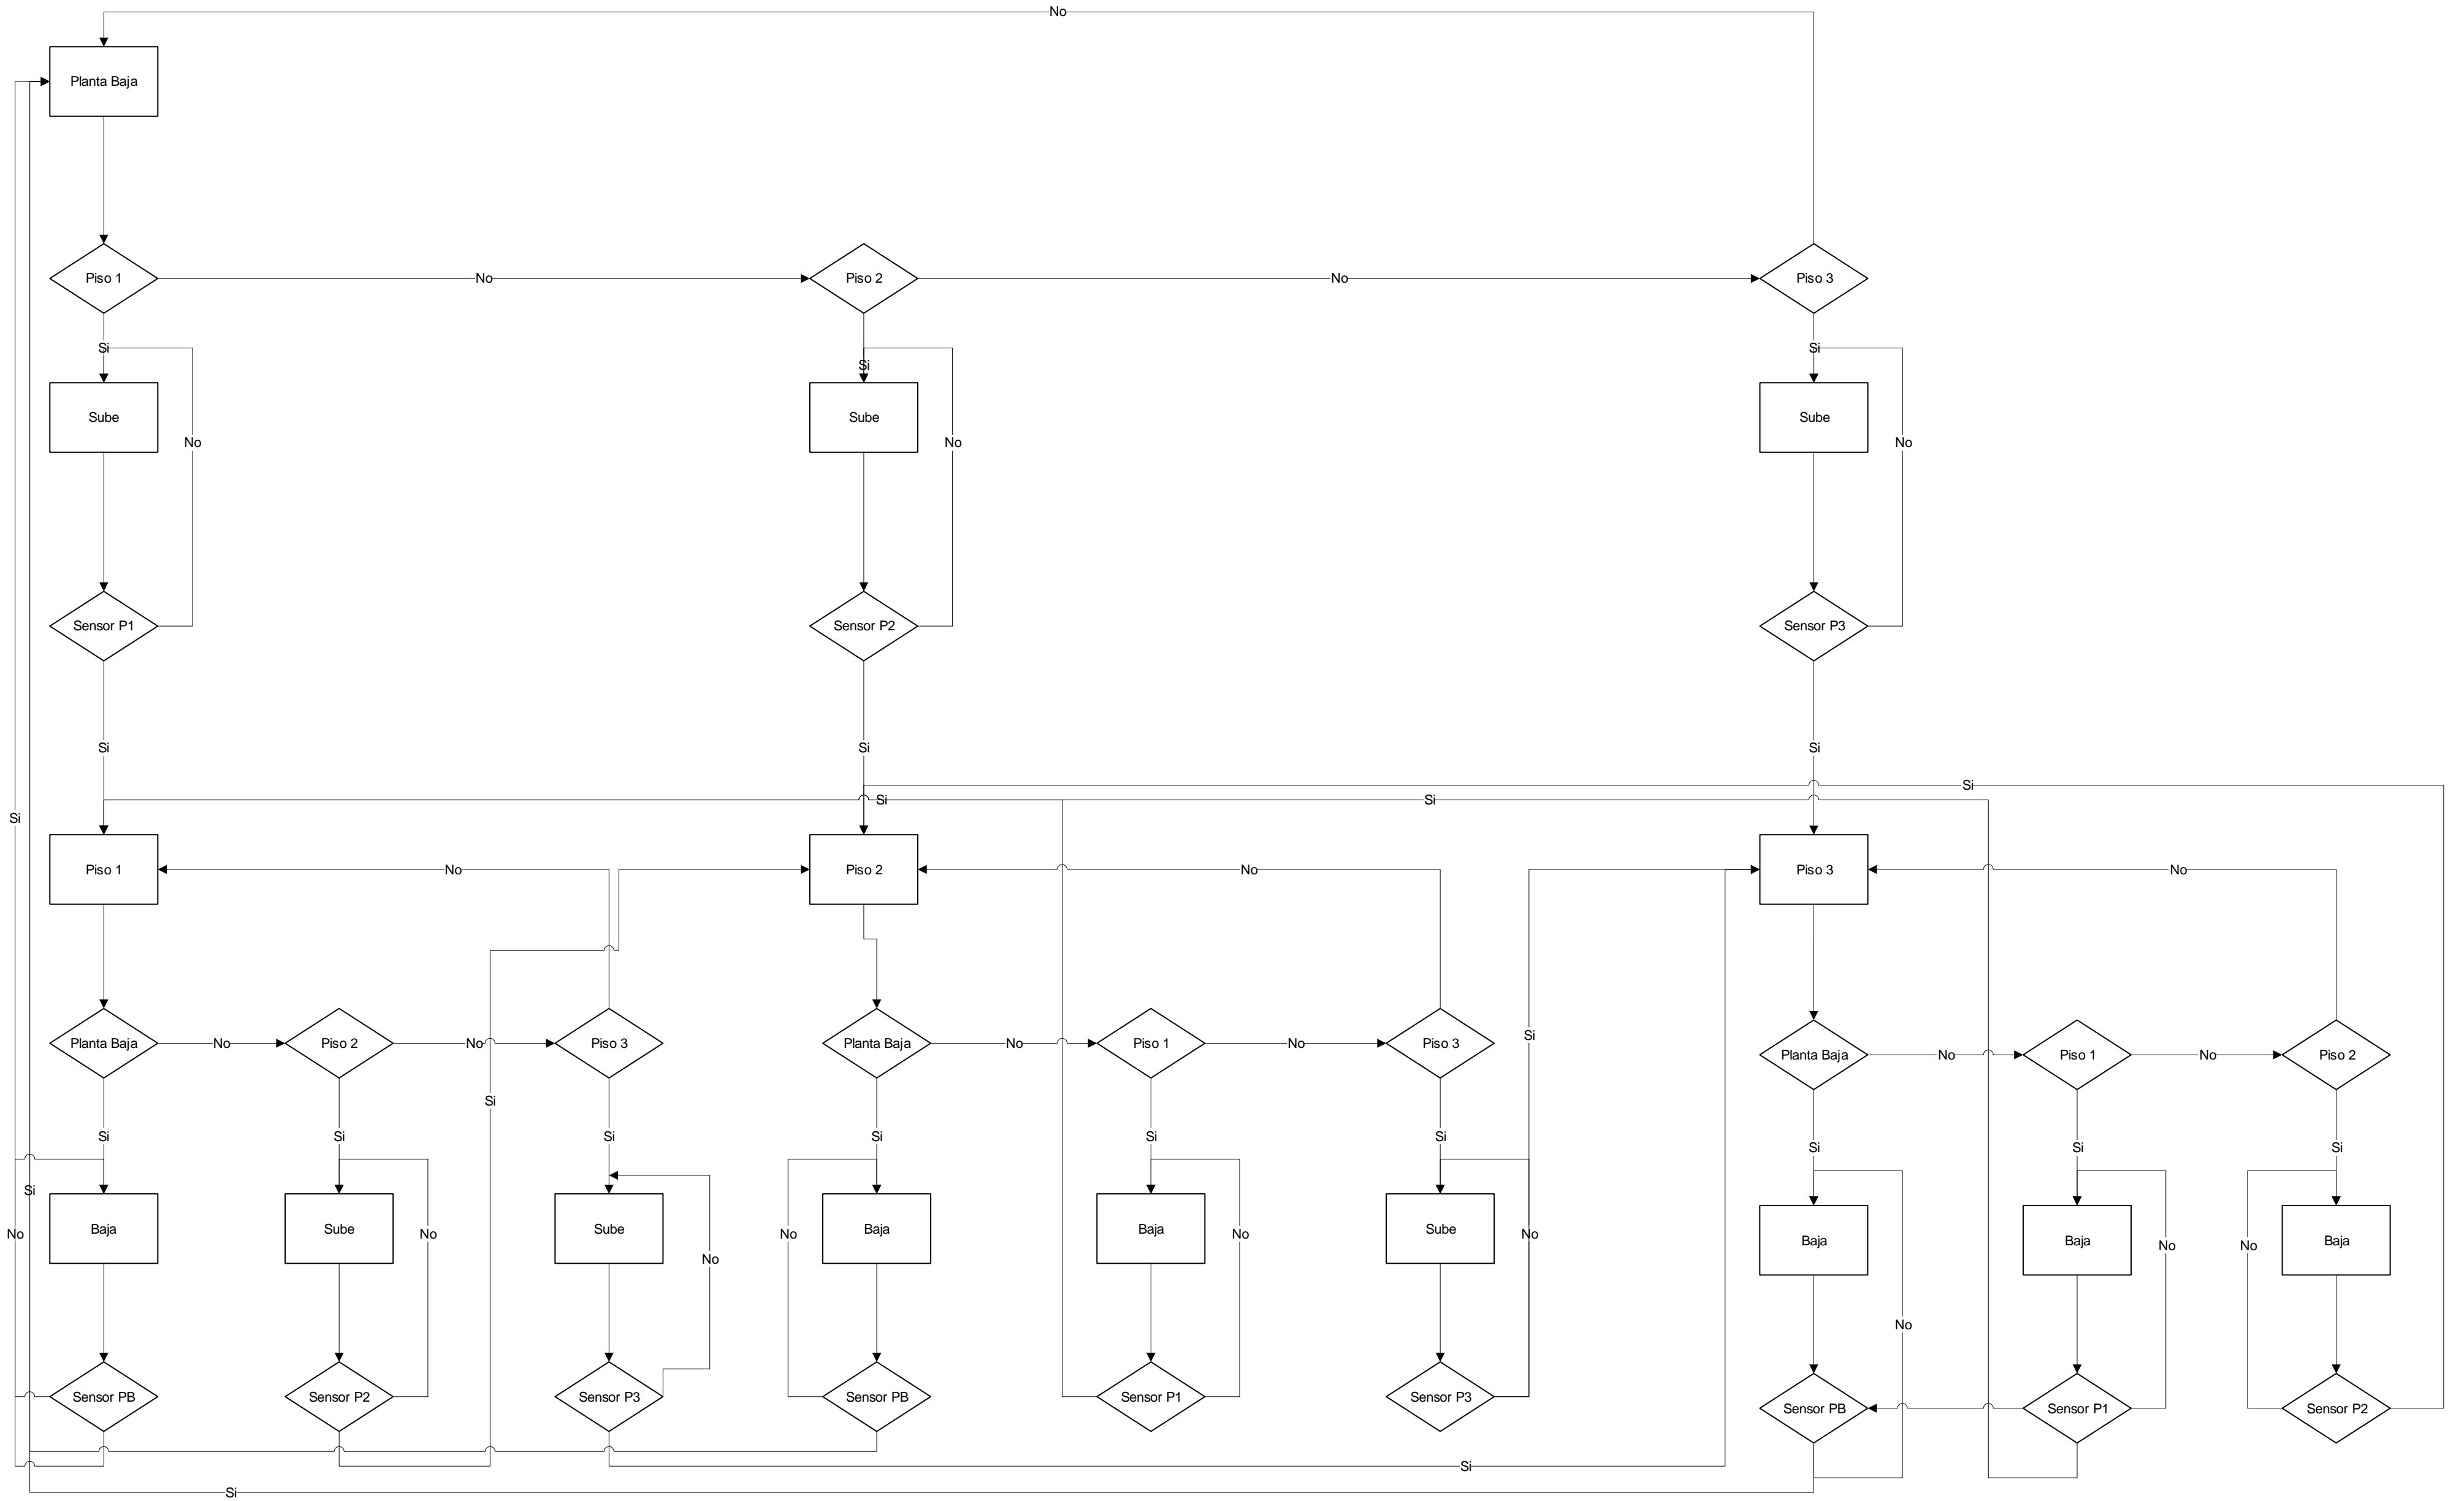 No
Planta Baja
Piso 1
No
Piso 2
No
Piso 3
Si
Si
Si
Sube
Sube
Sube
No
No
No
Sensor P1
Sensor P2
Sensor P3
Si
Si
Si
Si
Si
Si
Si
Piso 1
No
Piso 2
No
Piso 3
No
Si
Planta Baja
No
Piso 2
No
Piso 3
Planta Baja
No
Piso 1
No
Piso 3
Planta Baja
No
Piso 1
No
Piso 2
Si
Si
Si
Si
Si
Si
Si
Si
Si
Si
Si
No
Baja
Sube
No
Sube
No
No
Baja
Baja
No
Sube
No
Baja
No
Baja
No
No
Baja
Sensor PB
Sensor P2
Sensor P3
Sensor PB
Sensor P1
Sensor P3
Sensor PB
Sensor P1
Sensor P2
Si
Si